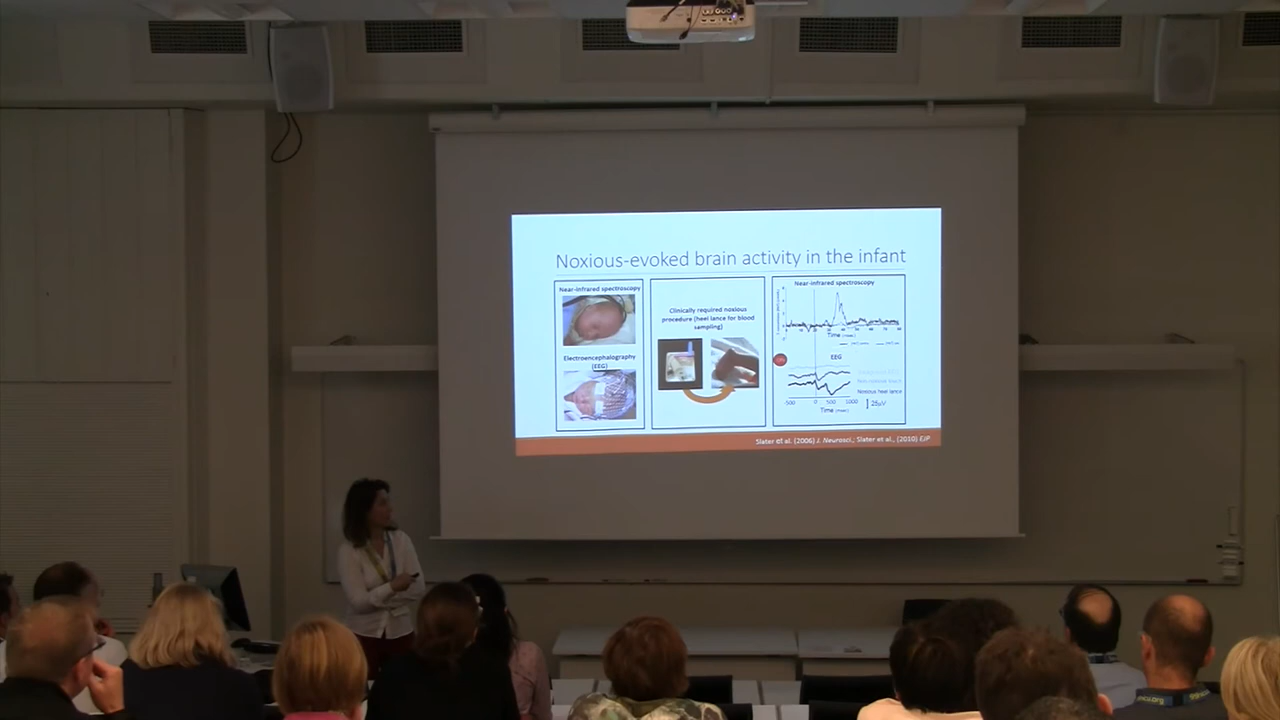 Noxious-evoked brain activity in the infant
Near-infrared spectroscopy
Electroencephalography
(EEG)
Clinically required noxious
procedure (heel lance for blood
sampling)
Near-infrared spectroscopy
Time
EEG
Non-noxious touch
Noxious heel lance
-500 0 500 1000
25µV
Time (msec)
Slater et al. (2006) J. Neurosci.; Slater et al., (2010) EJP